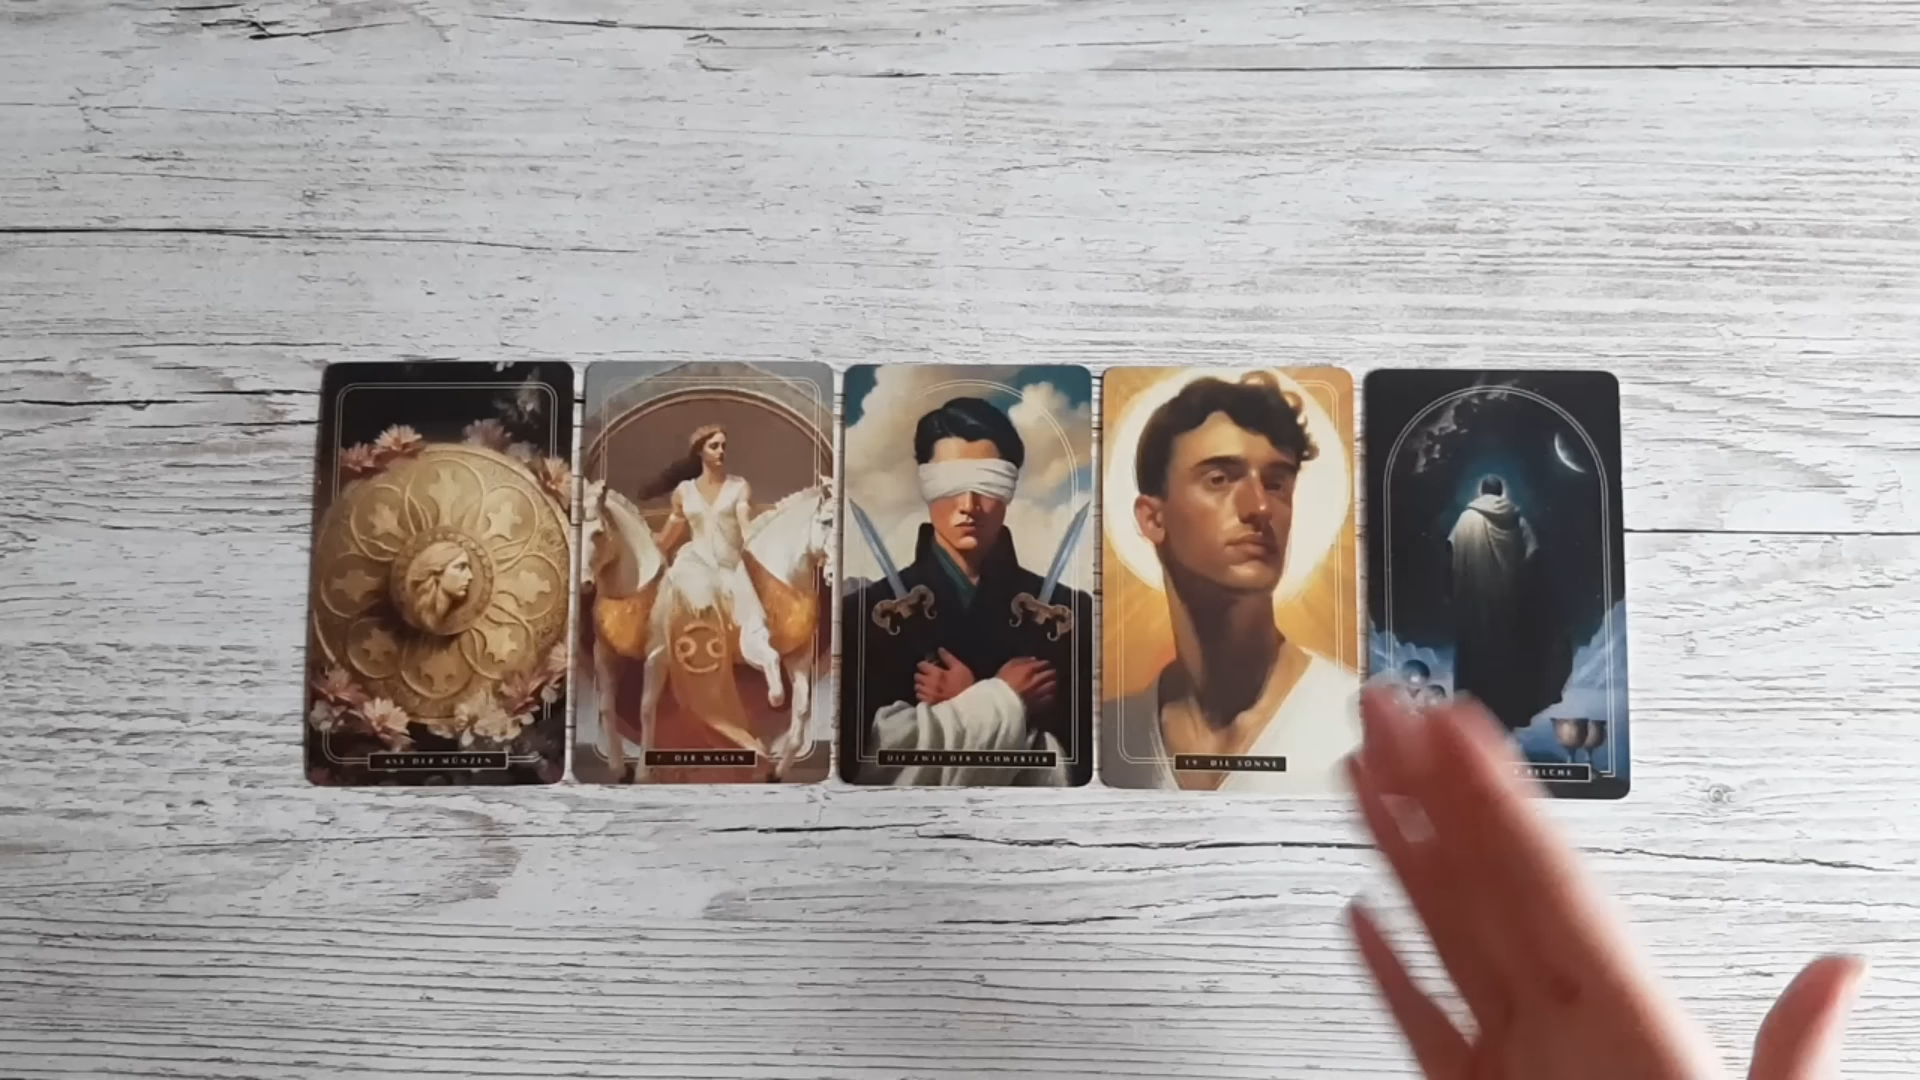 ASS DER MÜNZEN
7 DER WAGEN
DIE ZWEI DER SCHWERTER
19 DIE SONNE
KELCHE